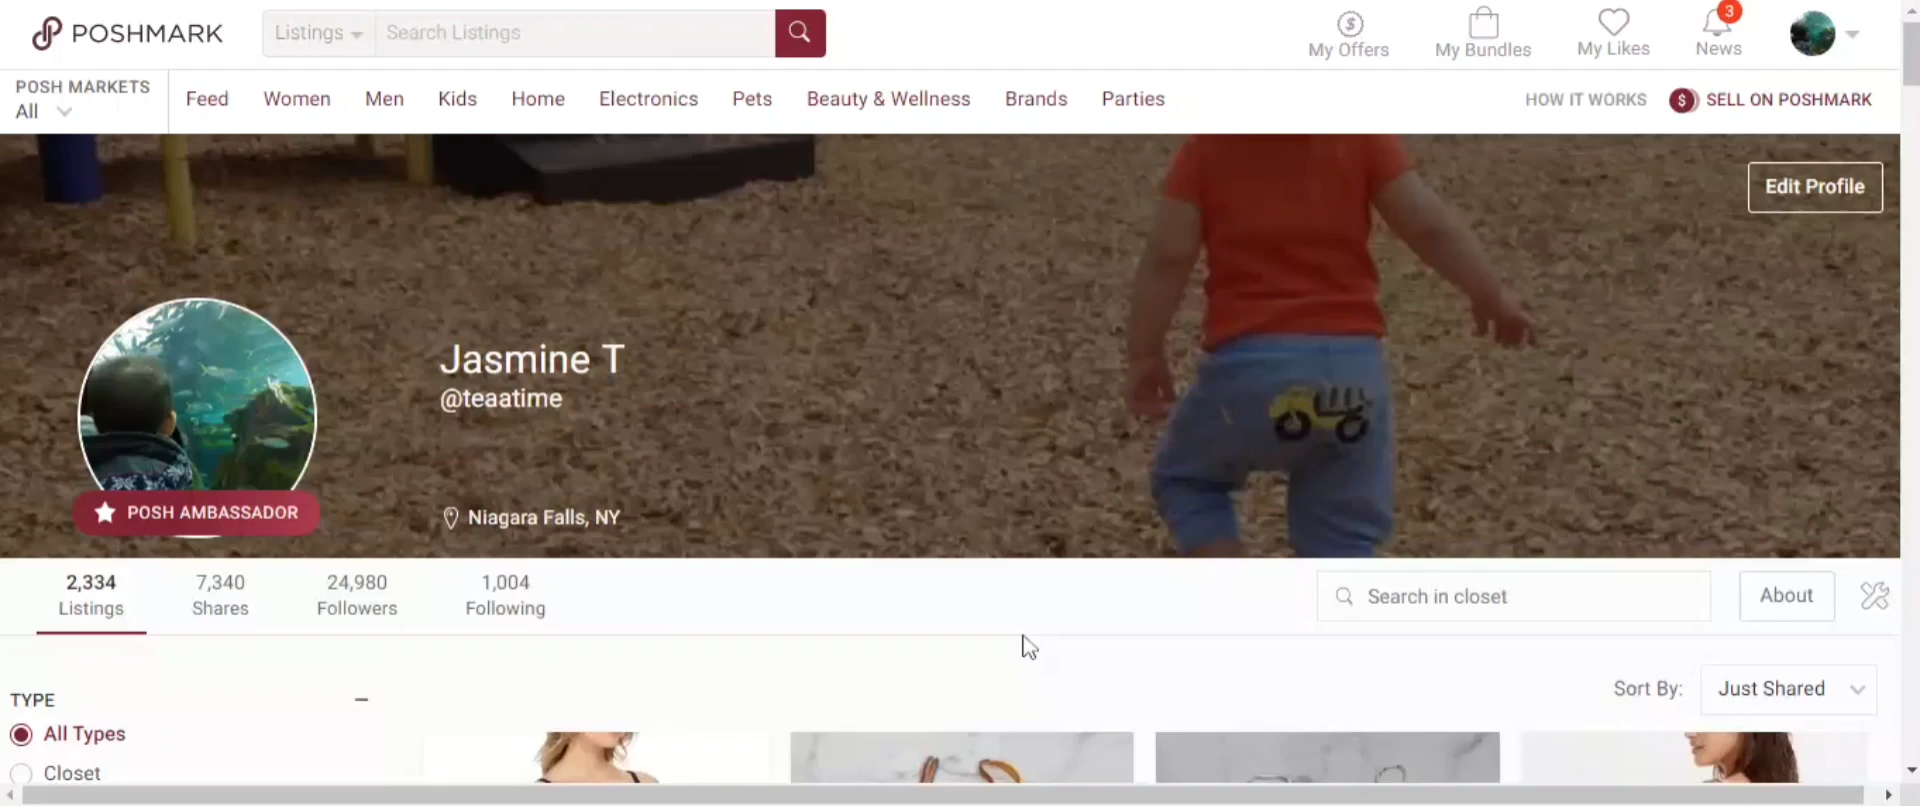 POSHMARK
Listings
Search Listings
My Offers
My Bundles
My Likes
3
News
POSH MARKETS
All
Feed
Women
Men
Kids
Home
Electronics
Pets
Beauty & Wellness
Brands
Parties
HOW IT WORKS
$ SELL ON POSHMARK
Edit Profile
Jasmine T
@teaatime
POSH AMBASSADOR
Niagara Falls, NY
2,334
Listings
7,340
Shares
24,980
Followers
1,004
Following
Search in closet
About
Sort By:
Just Shared
TYPE
All Types
Closet